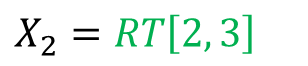 X₂ = RT[2, 3]